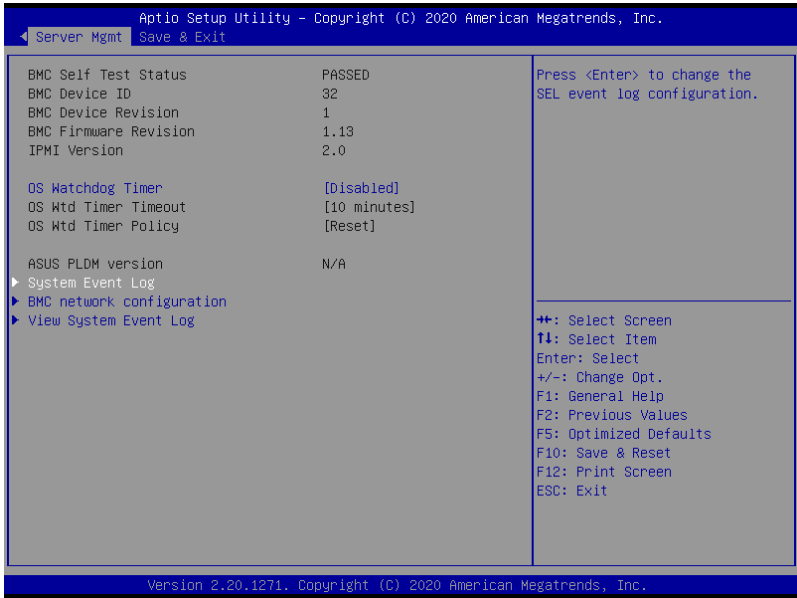 Aptio Setup Utility – Copyright (C) 2020 American Megatrends, Inc.
Server Mgmt Save & Exit
BMC Self Test Status PASSED
BMC Device ID 32
BMC Device Revision 1
BMC Firmware Revision 1.13
IPMI Version 2.0
OS Watchdog Timer [Disabled]
OS Wtd Timer Timeout [10 minutes]
OS Wtd Timer Policy [Reset]
ASUS PLDM version N/A
System Event Log
BMC network configuration
View System Event Log
Press <Enter> to change the
SEL event log configuration.
→←: Select Screen
↑↓: Select Item
Enter: Select
+/-: Change Opt.
F1: General Help
F2: Previous Values
F5: Optimized Defaults
F10: Save & Reset
F12: Print Screen
ESC: Exit
Version 2.20.1271. Copyright (C) 2020 American Megatrends, Inc.